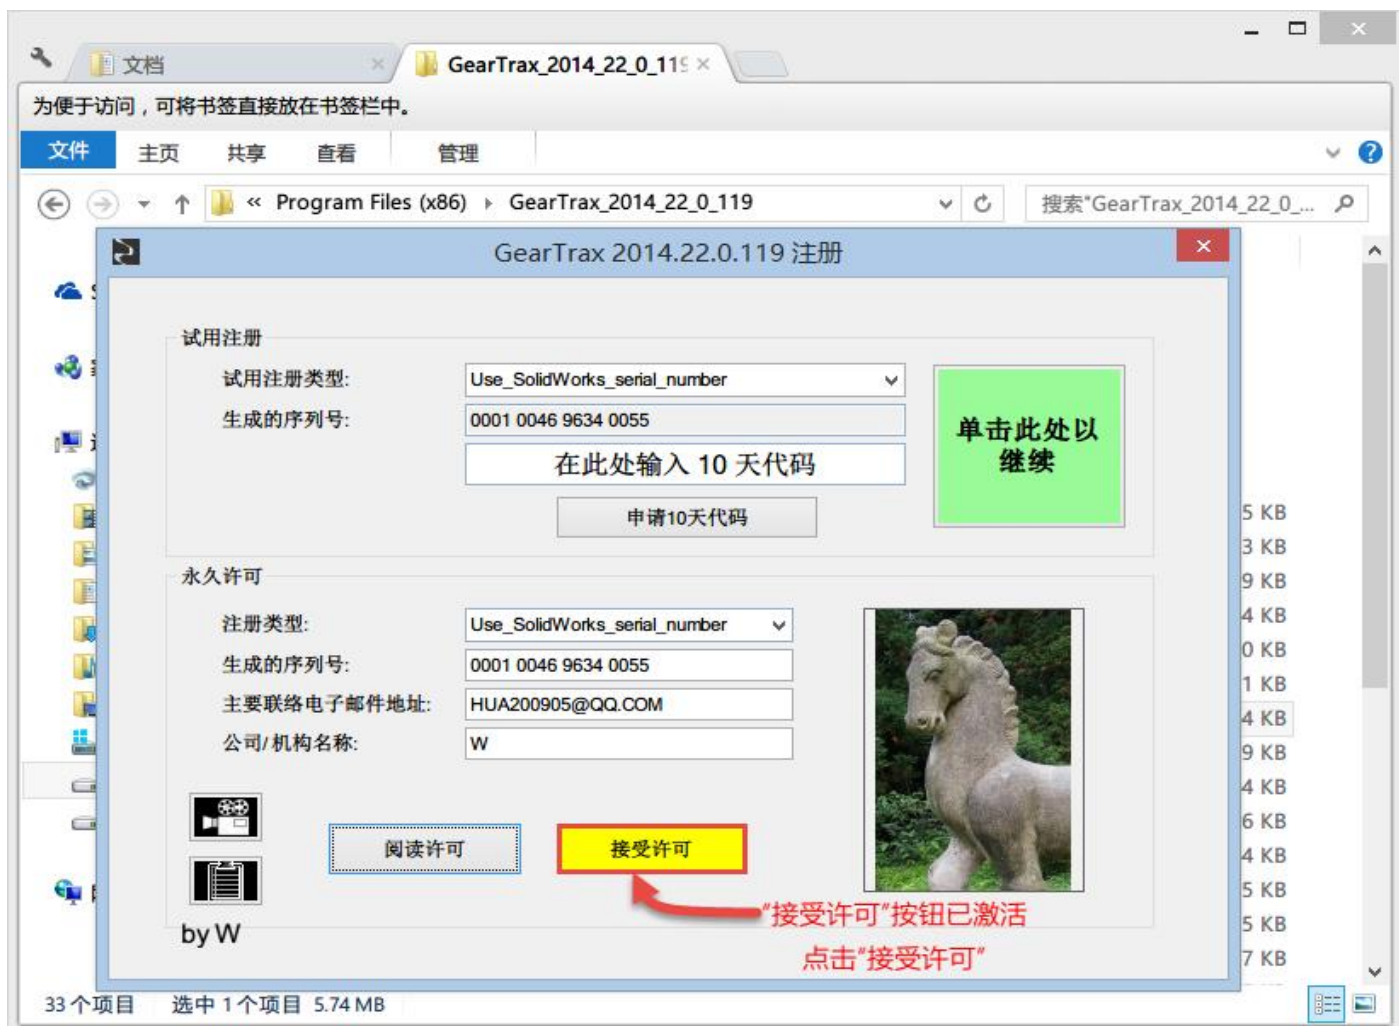 文档
GearTrax_2014_22_0_119
为便于访问，可将书签直接放在书签栏中。
文件 主页 共享 查看 管理
« Program Files (x86) GearTrax_2014_22_0_119 搜索"GearTrax_2014_22_0_...
GearTrax 2014.22.0.119 注册
试用注册
试用注册类型: Use_SolidWorks_serial_number
生成的序列号: 0001 0046 9634 0055
在此处输入 10 天代码
申请10天代码
单击此处以
继续
永久许可
注册类型: Use_SolidWorks_serial_number
生成的序列号: 0001 0046 9634 0055
主要联络电子邮件地址: HUA200905@QQ.COM
公司/机构名称: W
阅读许可 接受许可
"接受许可"按钮已激活
点击"接受许可"
by W
5 KB
3 KB
9 KB
4 KB
0 KB
1 KB
4 KB
9 KB
4 KB
6 KB
4 KB
5 KB
5 KB
7 KB
33 个项目 选中 1 个项目 5.74 MB